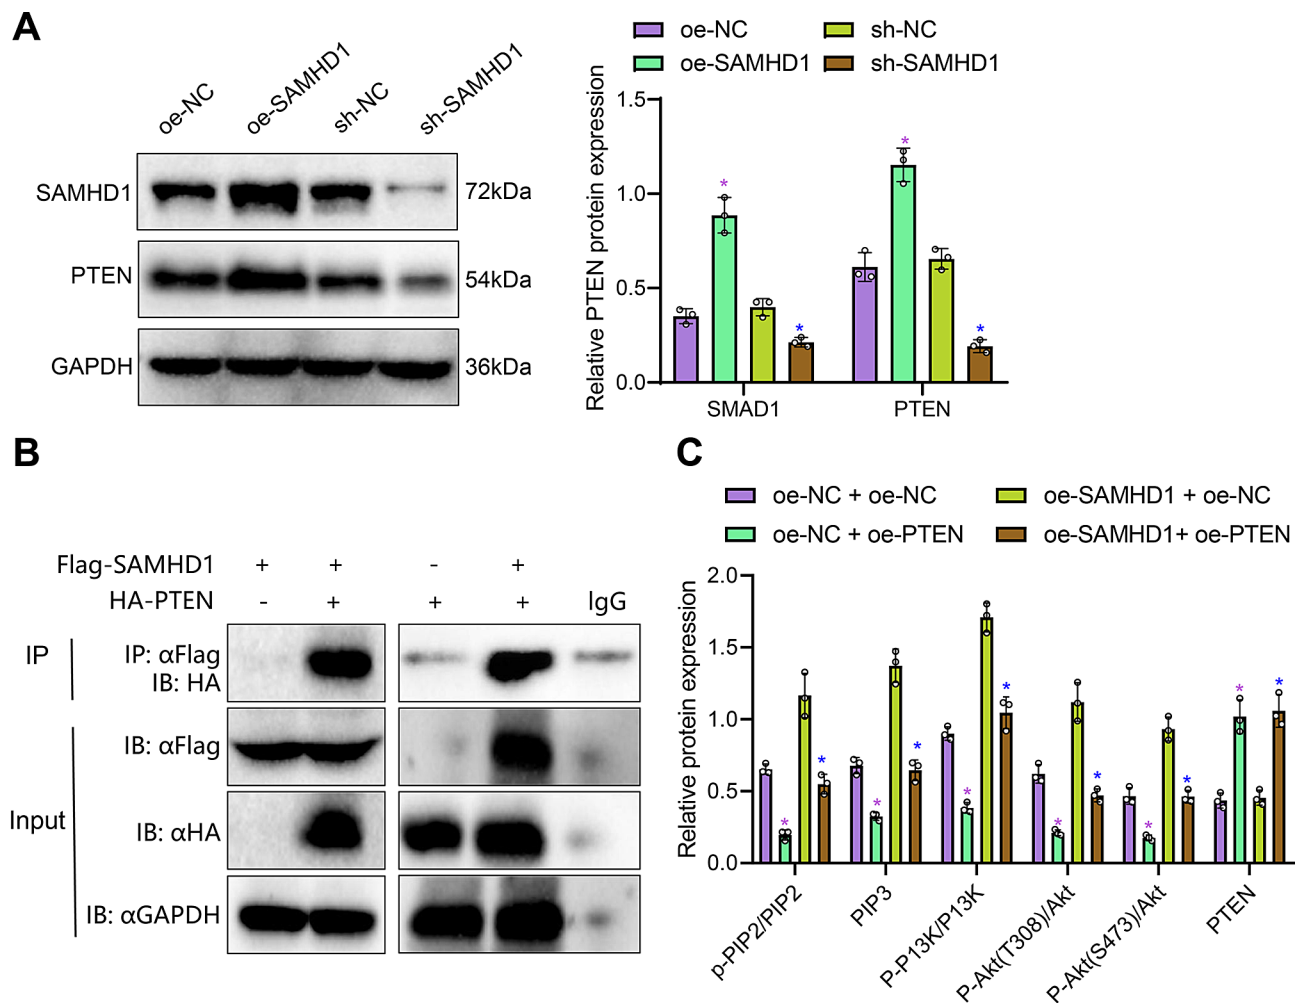 A
oe-NC
oe-SAMHD1
sh-NC
sh-SAMHD1
SAMHD1
72kDa
PTEN
54kDa
GAPDH
36kDa
oe-NC
sh-NC
oe-SAMHD1
sh-SAMHD1
Relative PTEN protein expression
1.5
1.0
0.5
0.0
*
*
*
*
SMAD1
PTEN
B
Flag-SAMHD1 + + - +
HA-PTEN - + + + IgG
IP
IP: αFlag
IB: HA
Input
IB: αFlag
IB: αHA
IB: αGAPDH
C
oe-NC + oe-NC
oe-SAMHD1 + oe-NC
oe-NC + oe-PTEN
oe-SAMHD1+ oe-PTEN
Relative protein expression
2.0
1.5
1.0
0.5
0.0
*
*
*
*
*
*
*
*
*
*
*
*
p-PIP2/PIP2
PIP3
P-P13K/P13K
P-Akt(T308)/Akt
P-Akt(S473)/Akt
PTEN